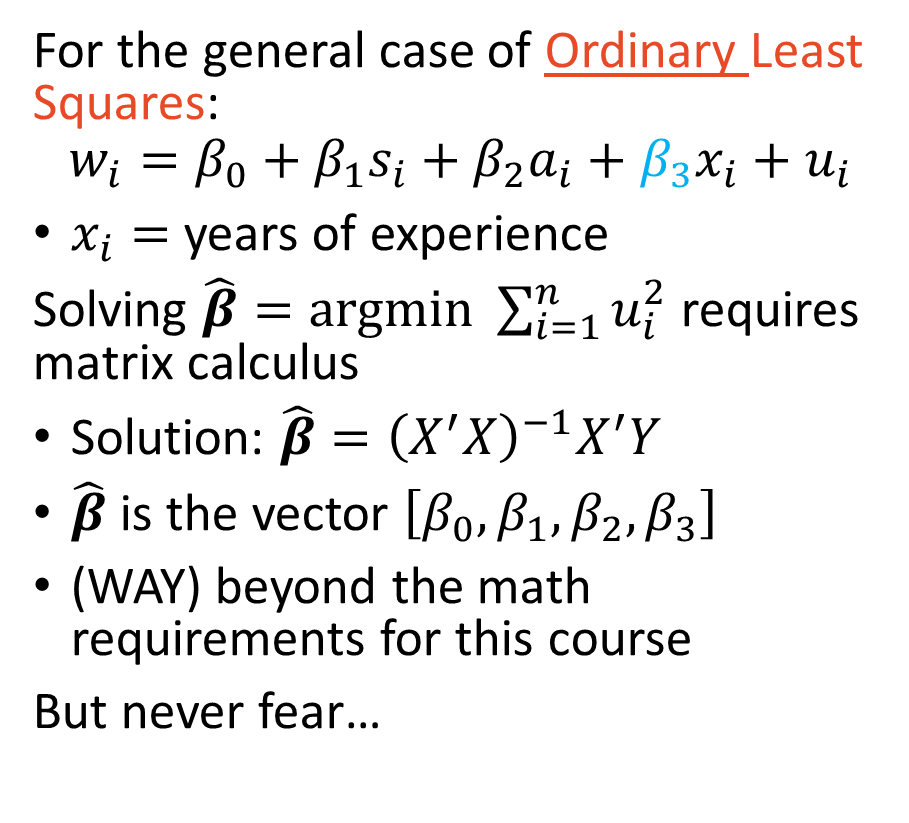 For the general case of Ordinary Least
Squares:
𝑤ᵢ = 𝛽₀ + 𝛽₁𝑠ᵢ + 𝛽₂𝑎ᵢ + 𝛽₃𝑥ᵢ + 𝑢ᵢ
• 𝑥ᵢ = years of experience
Solving 𝜷̂ = argmin ∑ⁿᵢ₌₁ 𝑢ᵢ² requires
matrix calculus
• Solution: 𝜷̂ = (𝑋′𝑋)⁻¹𝑋′𝑌
• 𝜷̂ is the vector [𝛽₀, 𝛽₁, 𝛽₂, 𝛽₃]
• (WAY) beyond the math
requirements for this course
But never fear…